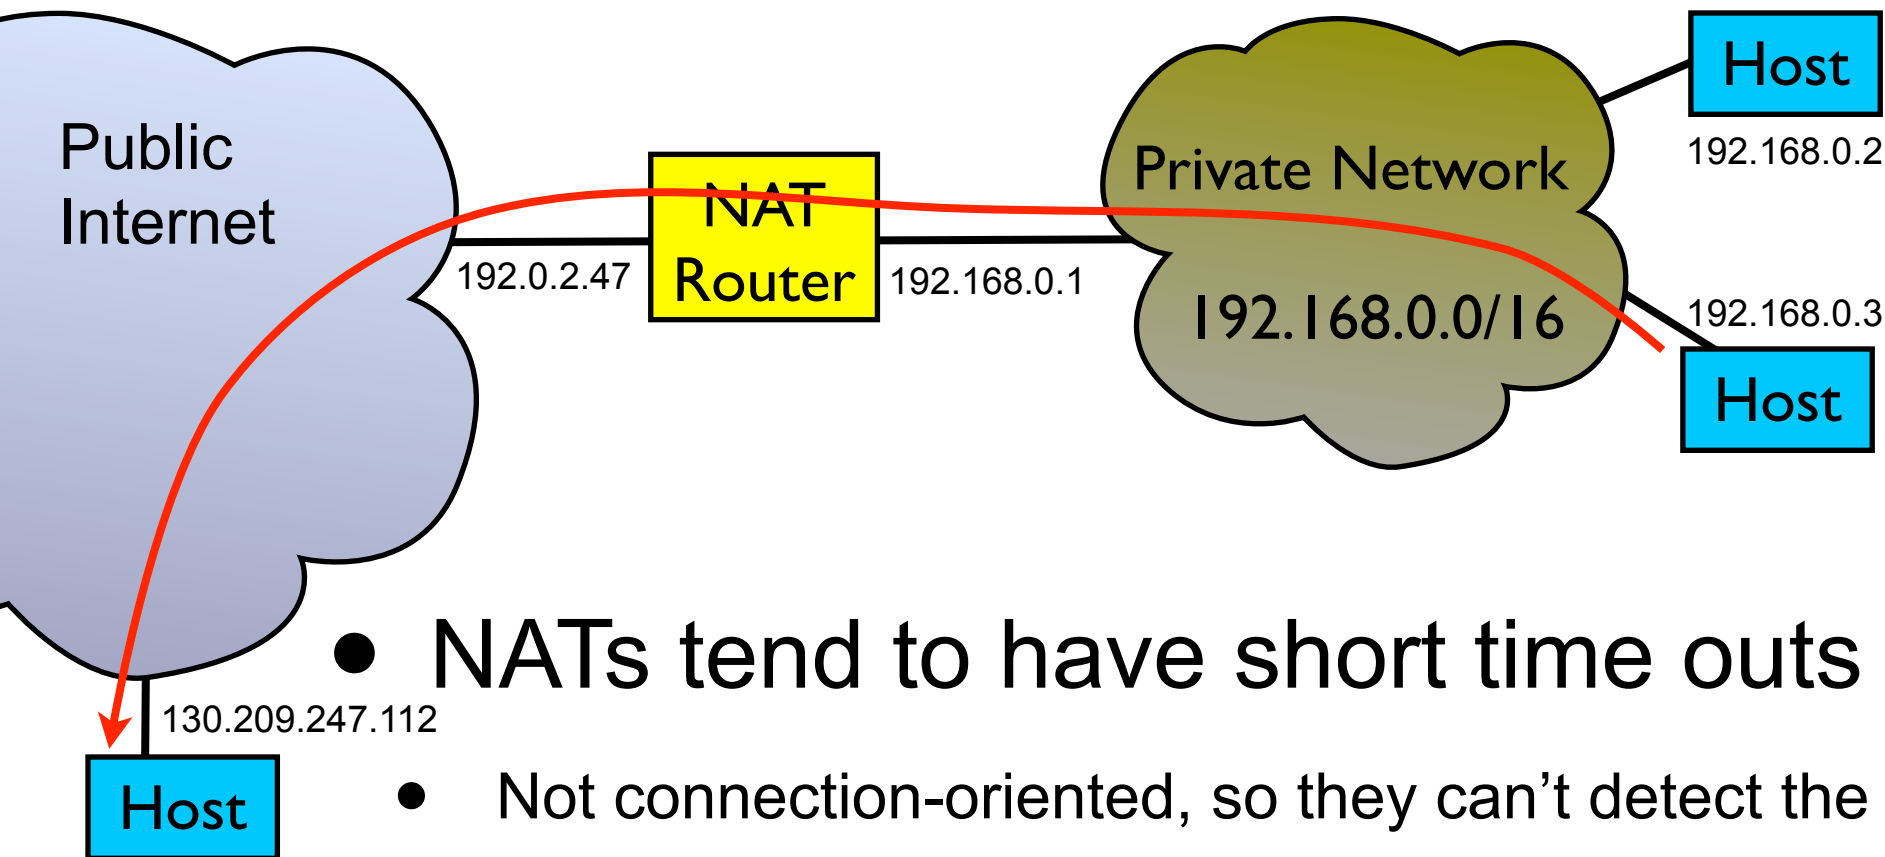 Public
Internet
192.0.2.47
NAT
Router
192.168.0.1
Private Network
192.168.0.0/16
Host
192.168.0.2
192.168.0.3
Host
130.209.247.112
Host
• NATs tend to have short time outs
• Not connection-oriented, so they can’t detect the